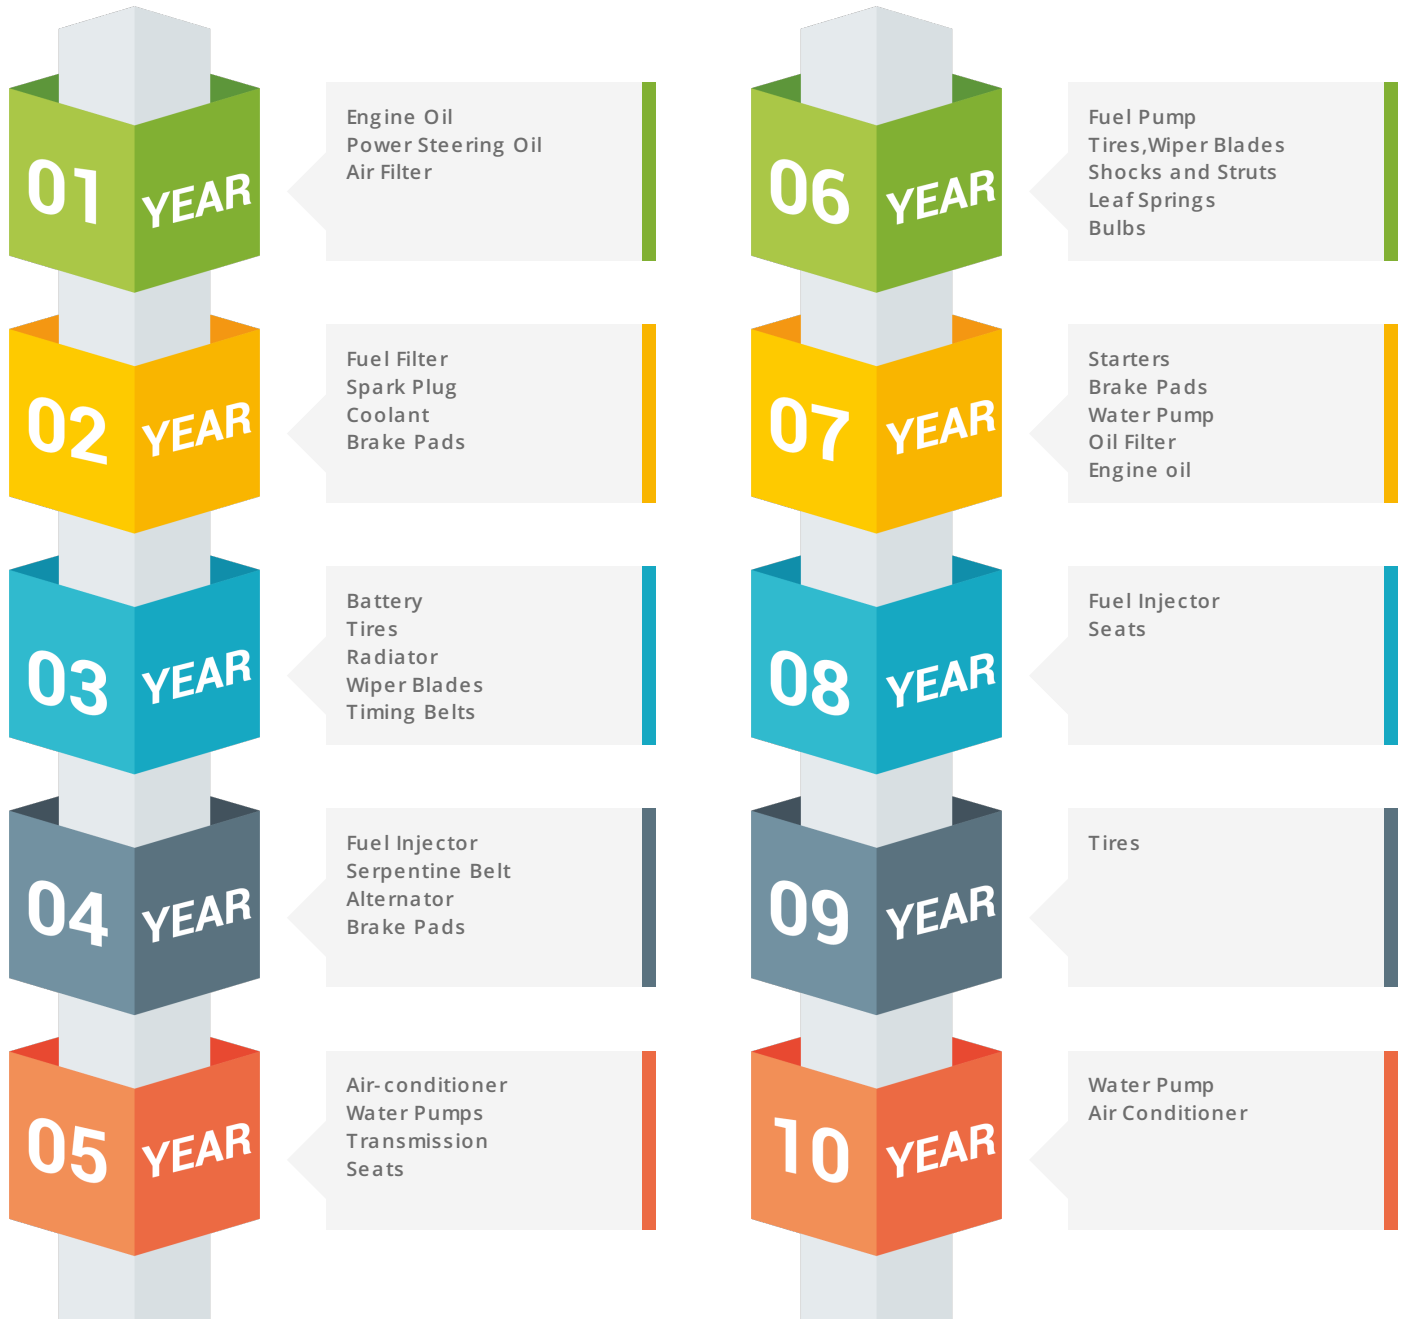 01 YEAR
Engine Oil
Power Steering Oil
Air Filter
02 YEAR
Fuel Filter
Spark Plug
Coolant
Brake Pads
03 YEAR
Battery
Tires
Radiator
Wiper Blades
Timing Belts
04 YEAR
Fuel Injector
Serpentine Belt
Alternator
Brake Pads
05 YEAR
Air-conditioner
Water Pumps
Transmission
Seats
06 YEAR
Fuel Pump
Tires,Wiper Blades
Shocks and Struts
Leaf Springs
Bulbs
07 YEAR
Starters
Brake Pads
Water Pump
Oil Filter
Engine oil
08 YEAR
Fuel Injector
Seats
09 YEAR
Tires
10 YEAR
Water Pump
Air Conditioner